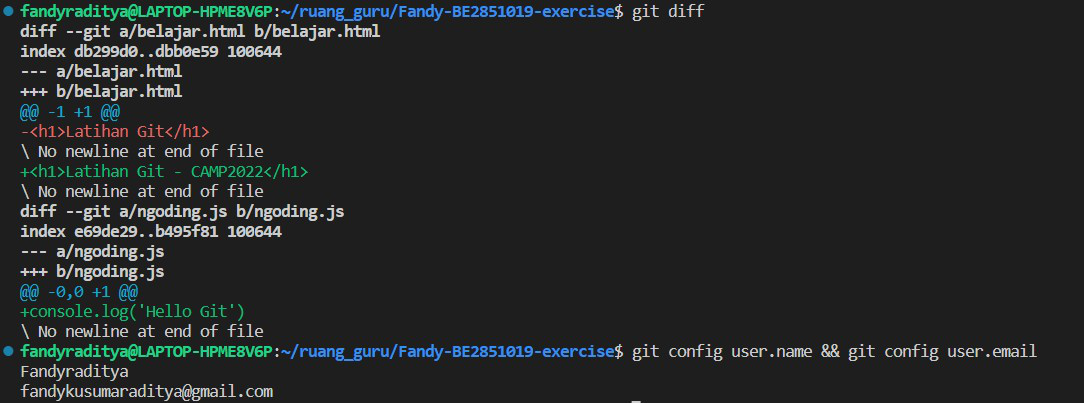 fandyraditya@LAPTOP-HPME8V6P:~/ruang_guru/Fandy-BE2851019-exercise$ git diff
diff --git a/belajar.html b/belajar.html
index db299d0..dbb0e59 100644
--- a/belajar.html
+++ b/belajar.html
@@ -1 +1 @@
-<h1>Latihan Git</h1>
\ No newline at end of file
+<h1>Latihan Git - CAMP2022</h1>
\ No newline at end of file
diff --git a/ngoding.js b/ngoding.js
index e69de29..b495f81 100644
--- a/ngoding.js
+++ b/ngoding.js
@@ -0,0 +1 @@
+console.log('Hello Git')
\ No newline at end of file
fandyraditya@LAPTOP-HPME8V6P:~/ruang_guru/Fandy-BE2851019-exercise$ git config user.name && git config user.email
Fandyraditya
fandykusumaraditya@gmail.com